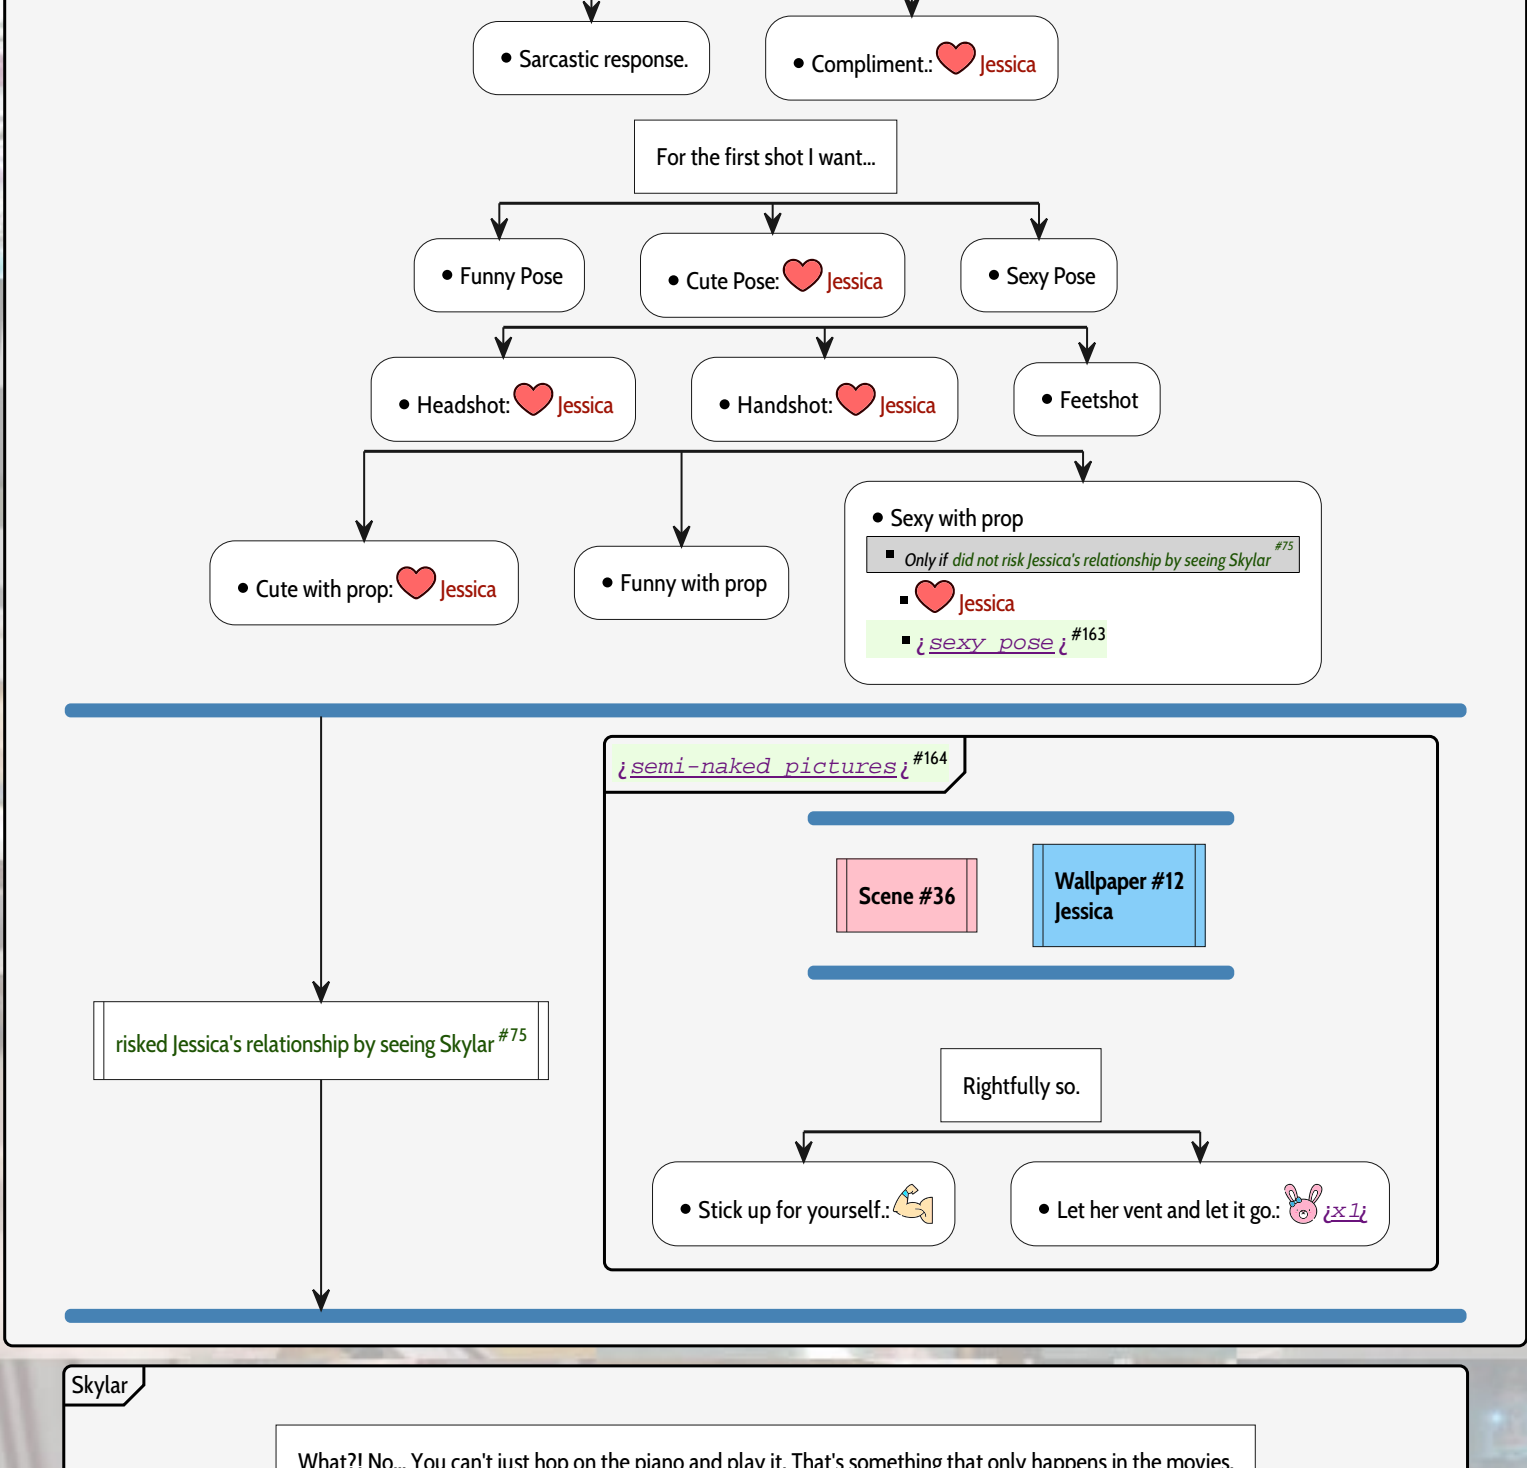 • Sarcastic response.
• Compliment.: Jessica
For the first shot I want...
• Funny Pose
• Cute Pose: Jessica
• Sexy Pose
• Headshot: Jessica
• Handshot: Jessica
• Feetshot
• Cute with prop: Jessica
• Funny with prop
• Sexy with prop
▪ Only if did not risk Jessica's relationship by seeing Skylar #75
▪ Jessica
▪ ¿sexy pose¿ #163
¿semi-naked pictures¿ #164
Scene #36
Wallpaper #12
Jessica
risked Jessica's relationship by seeing Skylar #75
Rightfully so.
• Stick up for yourself.:
• Let her vent and let it go.: ¿x1¿
Skylar
What?! No... You can't just hop on the piano and play it. That's something that only happens in the movies.